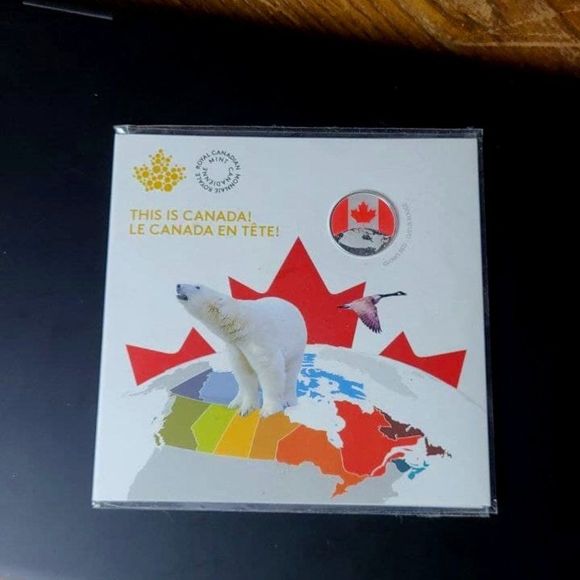 ROYAL CANADIAN MINT
MONNAIE ROYALE CANADIENNE
THIS IS CANADA!
LE CANADA EN TÊTE!